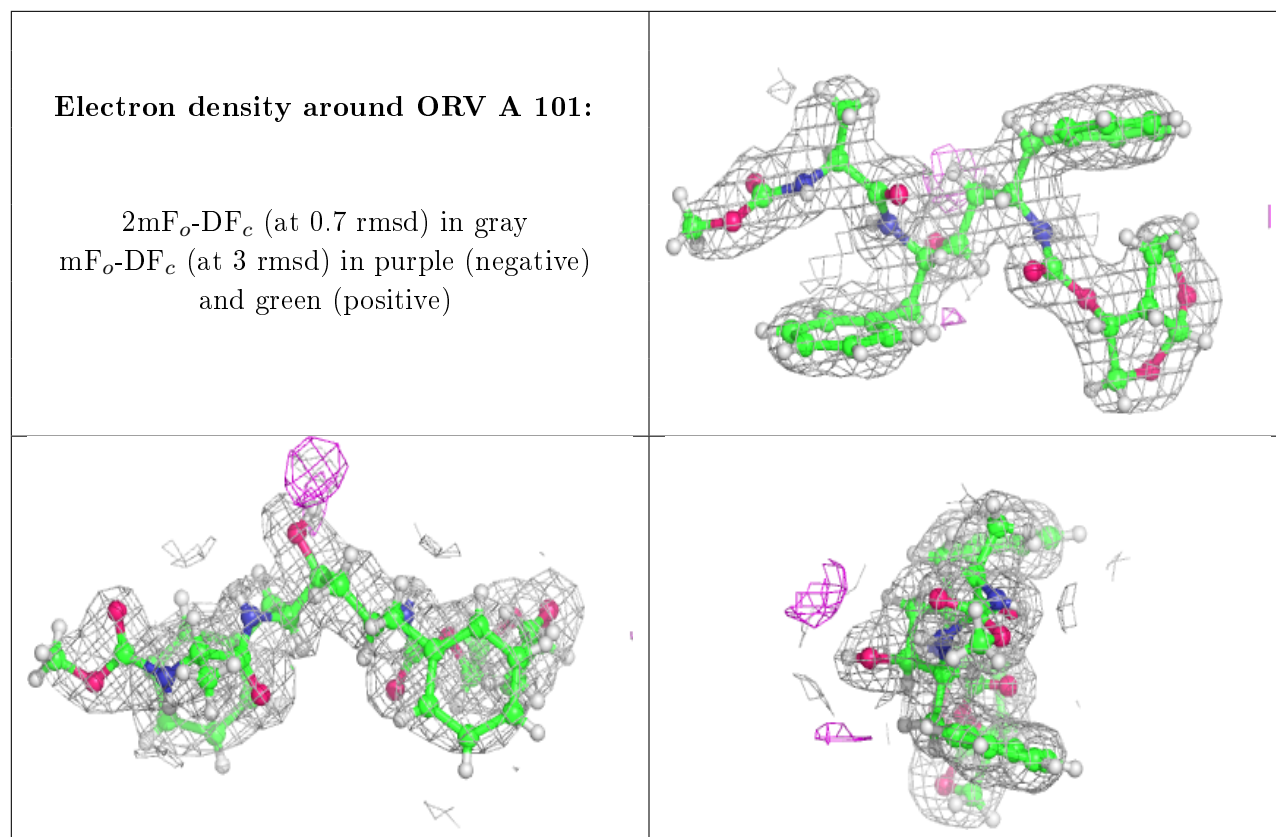 Electron density around ORV A 101:
2mFₒ-DF𝑐 (at 0.7 rmsd) in gray
mFₒ-DF𝑐 (at 3 rmsd) in purple (negative)
and green (positive)